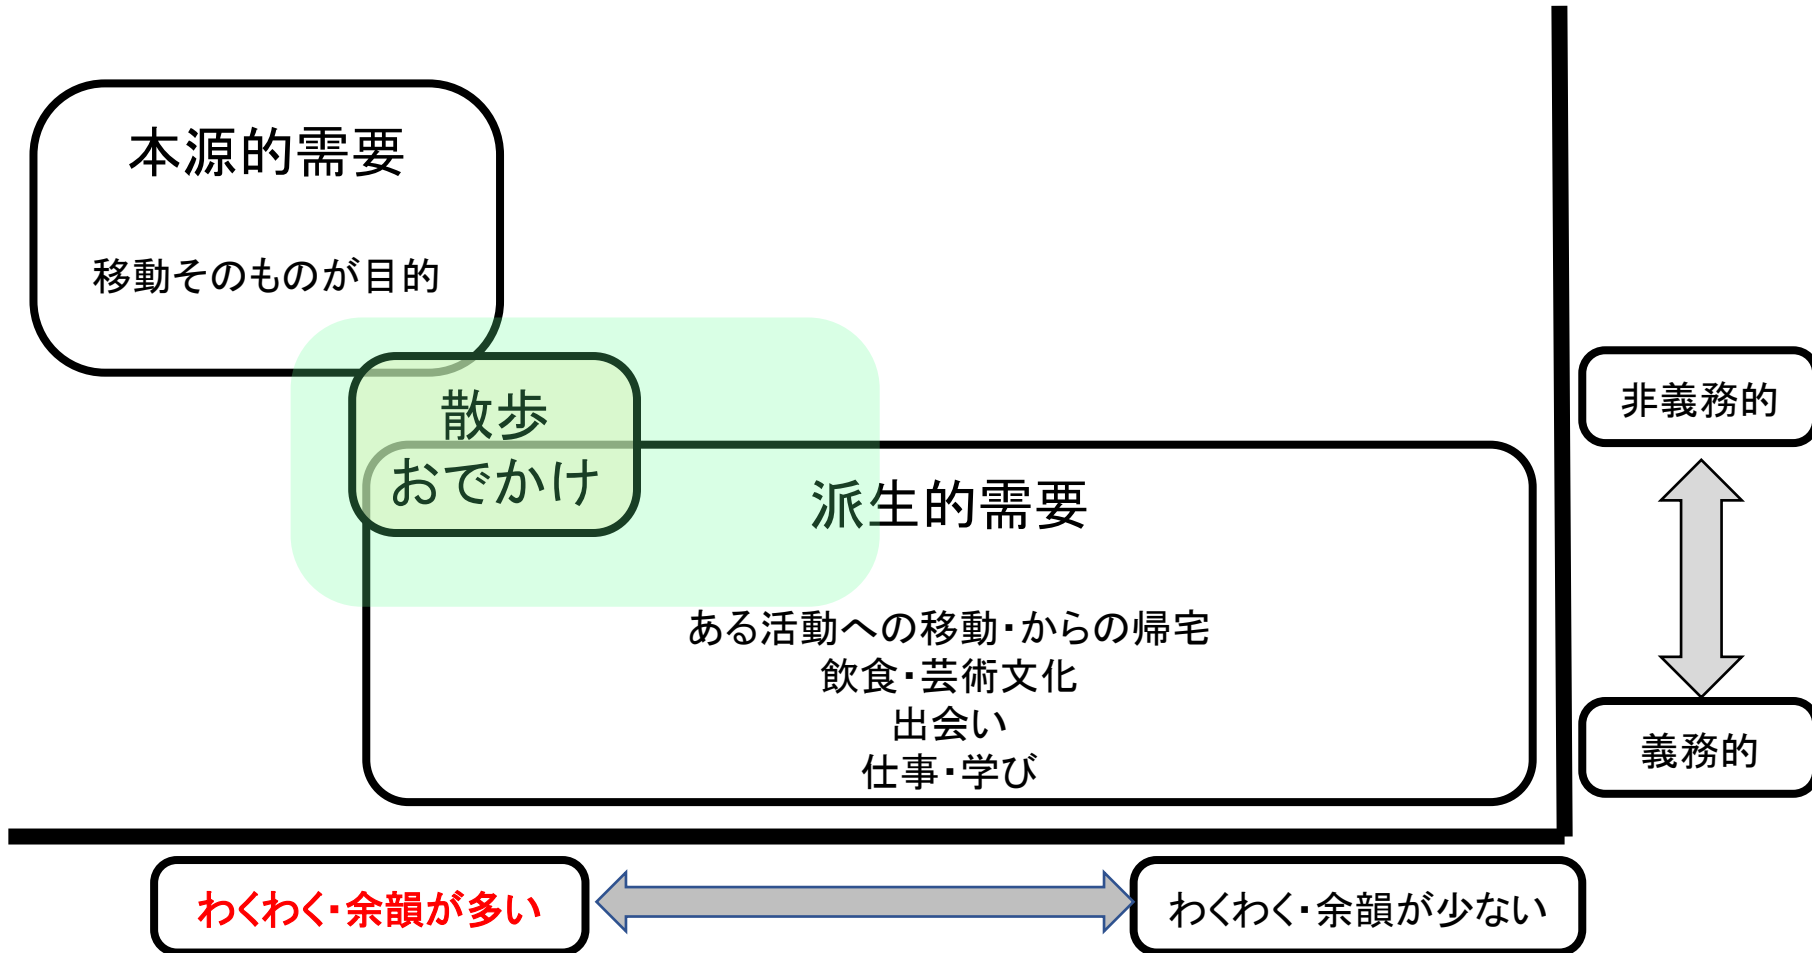 本源的需要
移動そのものが目的
散歩
おでかけ
派生的需要
ある活動への移動・からの帰宅
飲食・芸術文化
出会い
仕事・学び
非義務的
義務的
わくわく・余韻が多い
わくわく・余韻が少ない